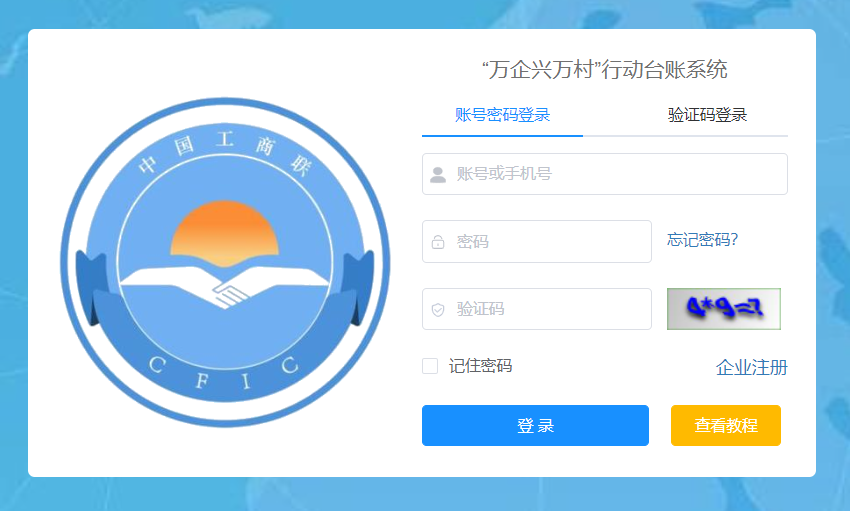 “万企兴万村”行动台账系统
账号密码登录 验证码登录
中国工商联
账号或手机号
密码
忘记密码?
验证码
记住密码
企业注册
CFIC
登 录
查看教程